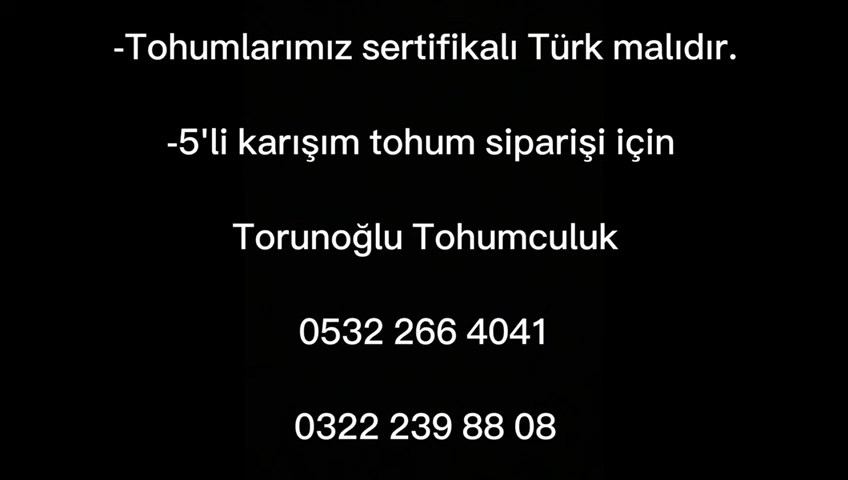 -Tohumlarımız sertifikalı Türk malıdır.
-5'li karışım tohum siparişi için
Torunoğlu Tohumculuk
0532 266 4041
0322 239 88 08